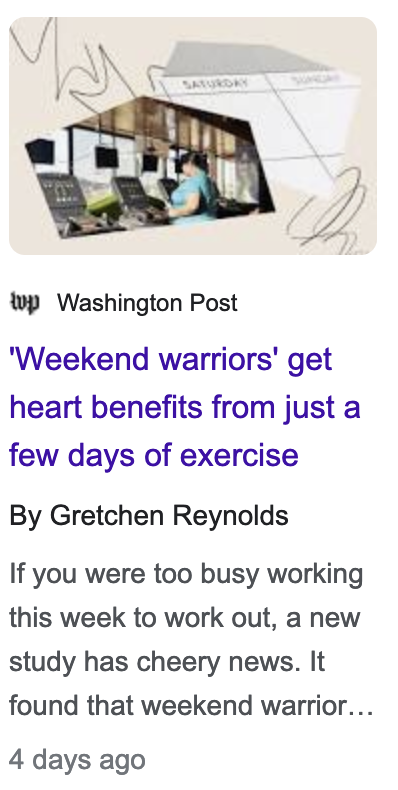 SATURDAY SUNDAY
wp Washington Post
'Weekend warriors' get
heart benefits from just a
few days of exercise
By Gretchen Reynolds
If you were too busy working
this week to work out, a new
study has cheery news. It
found that weekend warrior...
4 days ago